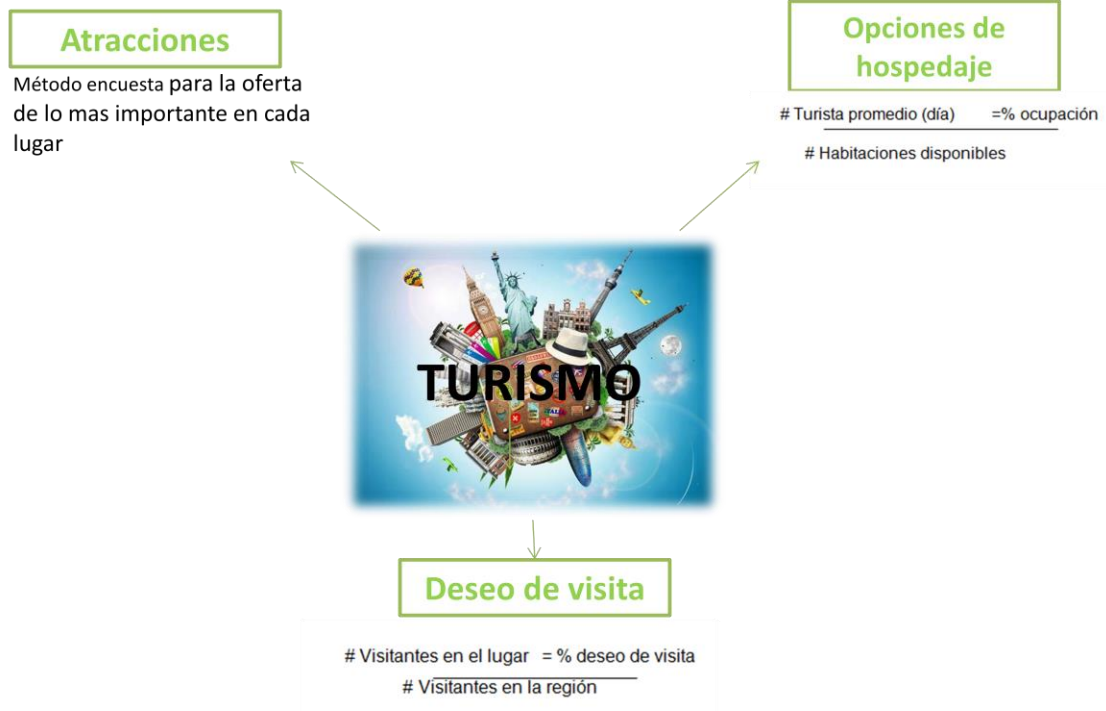 Atracciones
Método encuesta para la oferta
de lo mas importante en cada
lugar
Opciones de
hospedaje
# Turista promedio (día) =% ocupación
# Habitaciones disponibles
TURISMO
ITALIA
Deseo de visita
# Visitantes en el lugar = % deseo de visita
# Visitantes en la región